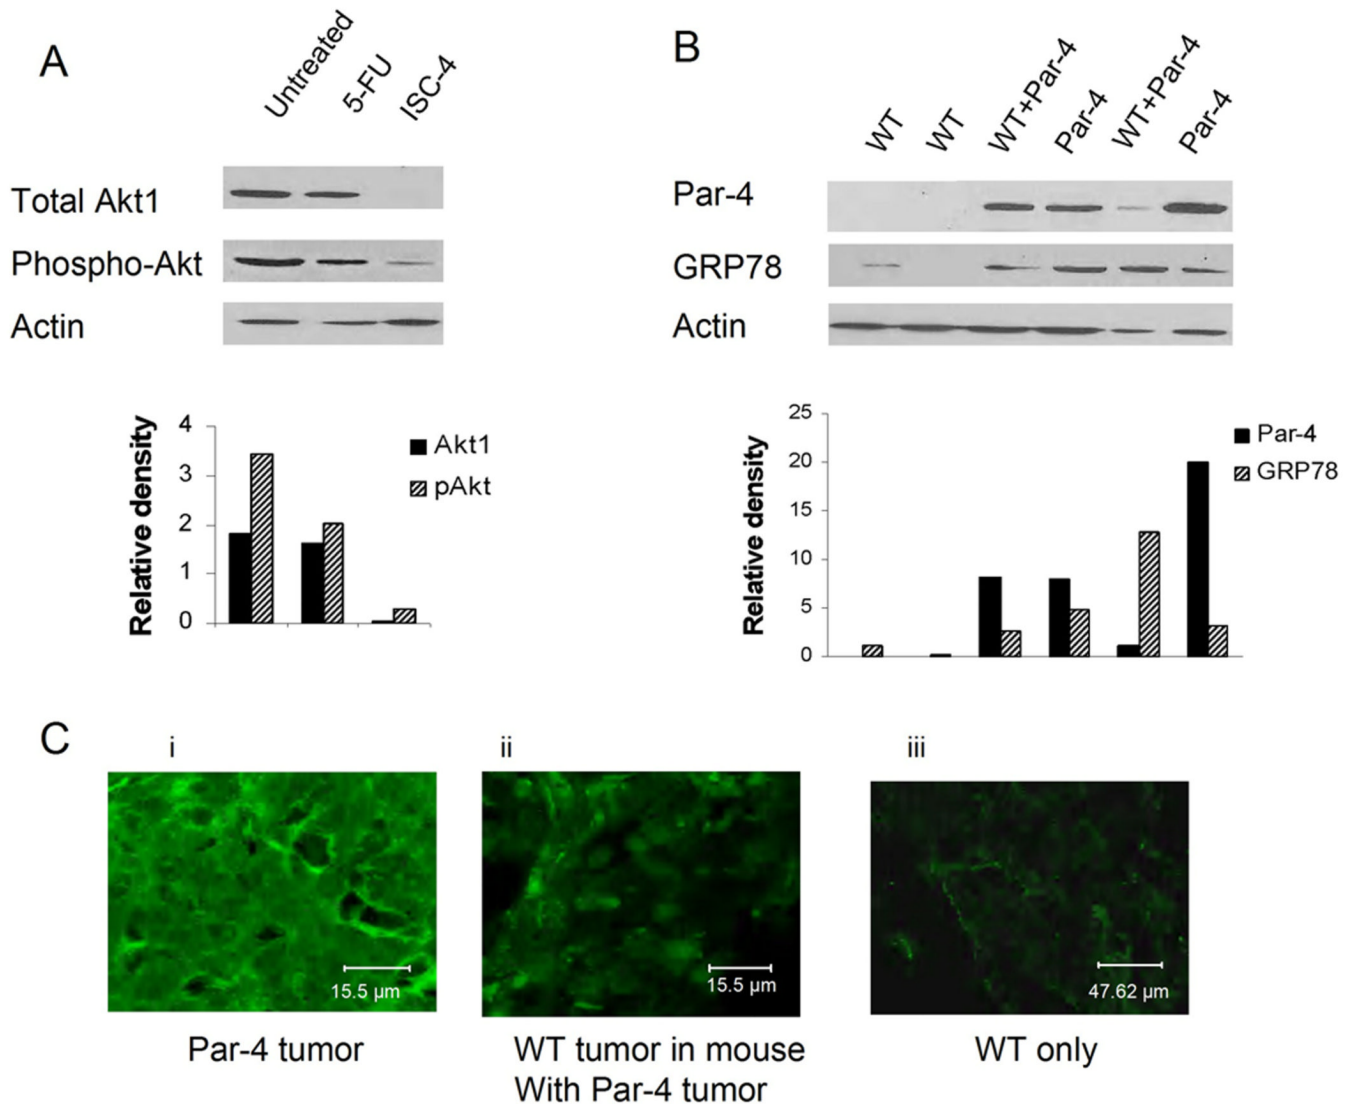 A
Untreated
5-FU
ISC-4
Total Akt1
Phospho-Akt
Actin
Relative density
4
3
2
1
0
Akt1
pAkt
B
WT
WT
WT+Par-4
Par-4
WT+Par-4
Par-4
Par-4
GRP78
Actin
Relative density
25
20
15
10
5
0
Par-4
GRP78
C
i
ii
iii
15.5 µm
15.5 µm
47.62 µm
Par-4 tumor
WT tumor in mouse
With Par-4 tumor
WT only